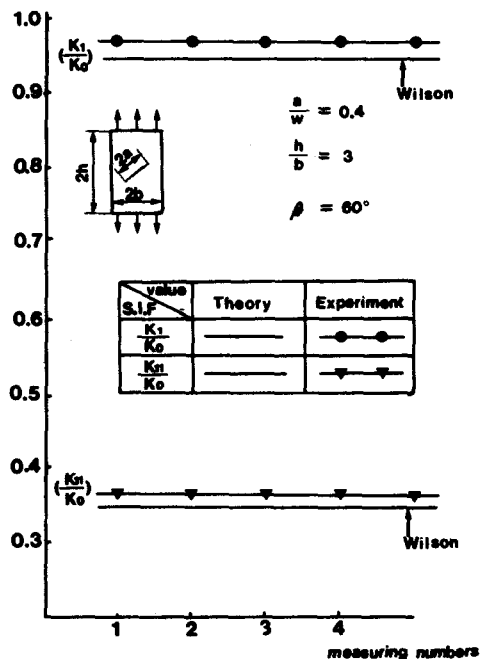 1.0
(K1/K0)
0.9
Wilson
a/w = 0.4
h/b = 3
β = 60°
2h
2a
2b
0.8
0.7
value
S.I.F
Theory
Experiment
K1/K0
KII/K0
0.6
0.5
0.4
(KII/K0)
0.3
Wilson
1 2 3 4
measuring numbers